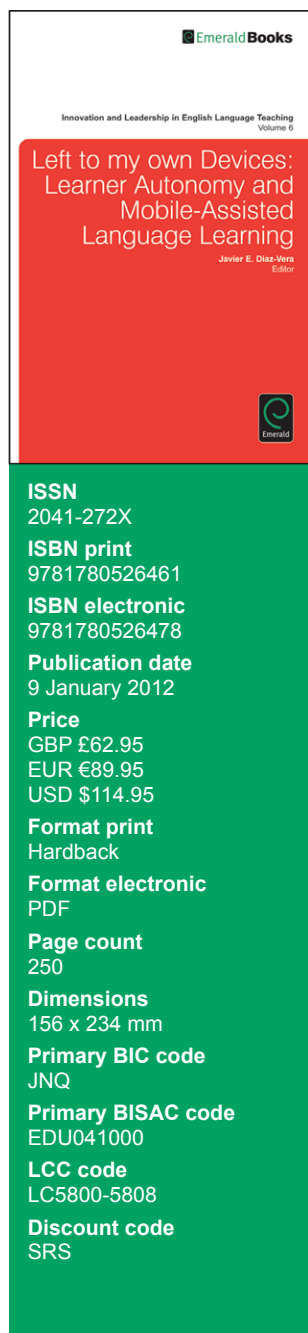 Emerald Books
Innovation and Leadership in English Language Teaching
Volume 6
Left to my own Devices:
Learner Autonomy and
Mobile-Assisted
Language Learning
Javier E. Díaz-Vera
Editor
Emerald
ISSN
2041-272X
ISBN print
9781780526461
ISBN electronic
9781780526478
Publication date
9 January 2012
Price
GBP £62.95
EUR €89.95
USD $114.95
Format print
Hardback
Format electronic
PDF
Page count
250
Dimensions
156 x 234 mm
Primary BIC code
JNQ
Primary BISAC code
EDU041000
LCC code
LC5800-5808
Discount code
SRS